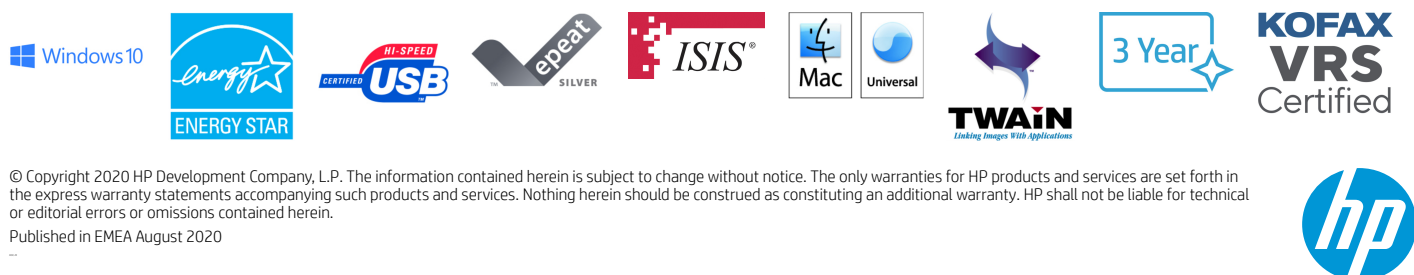 Windows 10
energy
ENERGY STAR
HI-SPEED
CERTIFIED USB
TM
epeat
TM SILVER
ISIS®
Mac
Universal
TM
TWAIN
Linking Images With Applications
3 Year
KOFAX
VRS
Certified
© Copyright 2020 HP Development Company, L.P. The information contained herein is subject to change without notice. The only warranties for HP products and services are set forth in
the express warranty statements accompanying such products and services. Nothing herein should be construed as constituting an additional warranty. HP shall not be liable for technical
or editorial errors or omissions contained herein.
Published in EMEA August 2020
hp